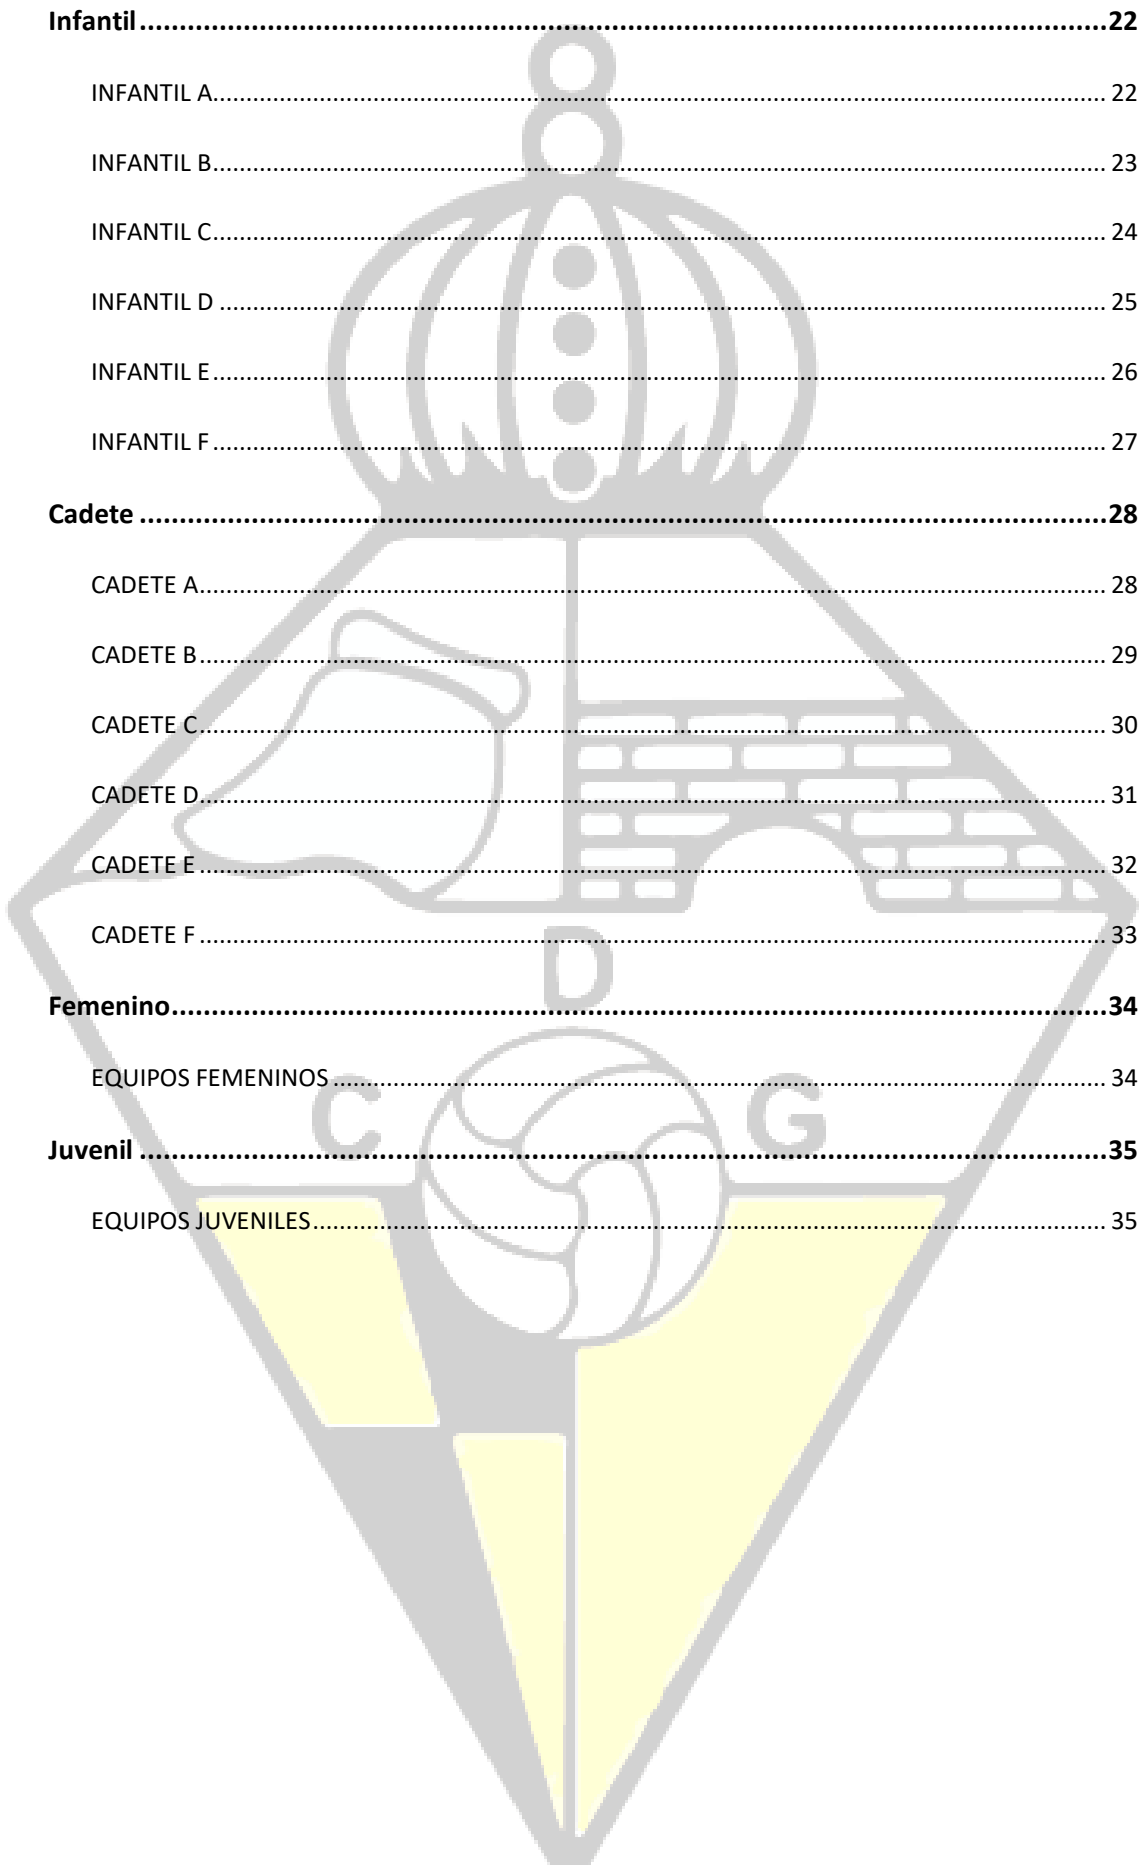 Infantil 22
INFANTIL A 22
INFANTIL B 23
INFANTIL C 24
INFANTIL D 25
INFANTIL E 26
INFANTIL F 27
Cadete 28
CADETE A 28
CADETE B 29
CADETE C 30
CADETE D 31
CADETE E 32
CADETE F 33
D
Femenino 34
EQUIPOS FEMENINOS 34
C G
Juvenil 35
EQUIPOS JUVENILES 35